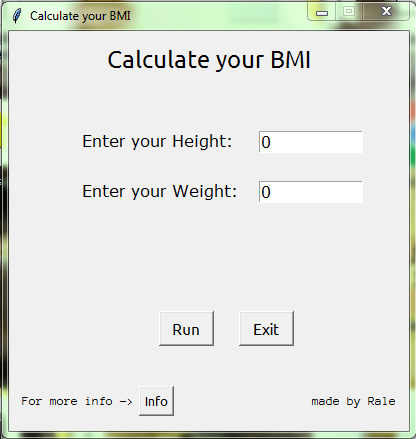 Calculate your BMI
Calculate your BMI
Enter your Height: 0
Enter your Weight: 0
Run Exit
For more info -> Info made by Rale